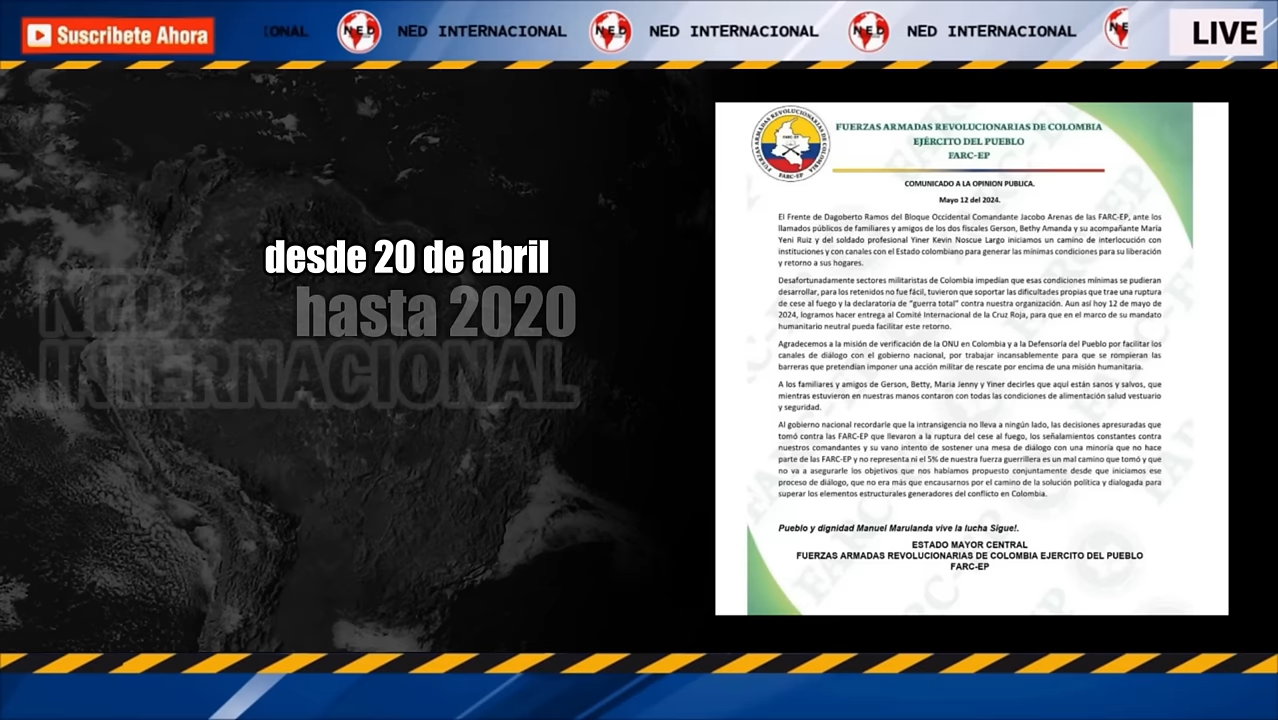 Suscribete Ahora
IONAL
NED
NED INTERNACIONAL
NED
NED INTERNACIONAL
NED
NED INTERNACIONAL
NE
LIVE
desde 20 de abril
hasta 2020
NED
INTERNACIONAL
FUERZAS ARMADAS REVOLUCIONARIAS DE COLOMBIA
FARC-EP
FARC-EP
FUERZAS ARMADAS REVOLUCIONARIAS DE COLOMBIA
EJÉRCITO DEL PUEBLO
FARC-EP
COMUNICADO A LA OPINION PUBLICA.
Mayo 12 del 2024.
El Frente de Dagoberto Ramos del Bloque Occidental Comandante Jacobo Arenas de las FARC-EP, ante los
llamados públicos de familiares y amigos de los dos fiscales Gerson, Bethy Amanda y su acompañante María
Yeni Ruiz y del soldado profesional Yiner Kevin Noscue Largo iniciamos un camino de interlocución con
instituciones y con canales con el Estado colombiano para generar las mínimas condiciones para su liberación
y retorno a sus hogares.
Desafortunadamente sectores militaristas de Colombia impedían que esas condiciones mínimas se pudieran
desarrollar, para los retenidos no fue fácil, tuvieron que soportar las dificultades propias que trae una ruptura
de cese al fuego y la declaratoria de “guerra total” contra nuestra organización. Aun así hoy 12 de mayo de
2024, logramos hacer entrega al Comité Internacional de la Cruz Roja, para que en el marco de su mandato
humanitario neutral pueda facilitar este retorno.
Agradecemos a la misión de verificación de la ONU en Colombia y a la Defensoría del Pueblo por facilitar los
canales de diálogo con el gobierno nacional, por trabajar incansablemente para que se rompieran las
barreras que pretendían imponer una acción militar de rescate por encima de una misión humanitaria.
A los familiares y amigos de Gerson, Betty, Maria Jenny y Yiner decirles que aquí están sanos y salvos, que
mientras estuvieron en nuestras manos contaron con todas las condiciones de alimentación salud vestuario
y seguridad.
Al gobierno nacional recordarle que la intransigencia no lleva a ningún lado, las decisiones apresuradas que
tomó contra las FARC-EP que llevaron a la ruptura del cese al fuego, los señalamientos constantes contra
nuestros comandantes y su vano intento de sostener una mesa de diálogo con una minoría que no hace
parte de las FARC-EP y no representa ni el 5% de nuestra fuerza guerrillera es un mal camino que tomó y que
no va a asegurarle los objetivos que nos habíamos propuesto conjuntamente desde que iniciamos ese
proceso de diálogo, que no era más que encausarnos por el camino de la solución política y dialogada para
superar los elementos estructurales generadores del conflicto en Colombia.
Pueblo y dignidad Manuel Marulanda vive la lucha Sigue!.
ESTADO MAYOR CENTRAL
FUERZAS ARMADAS REVOLUCIONARIAS DE COLOMBIA EJERCITO DEL PUEBLO
FARC-EP